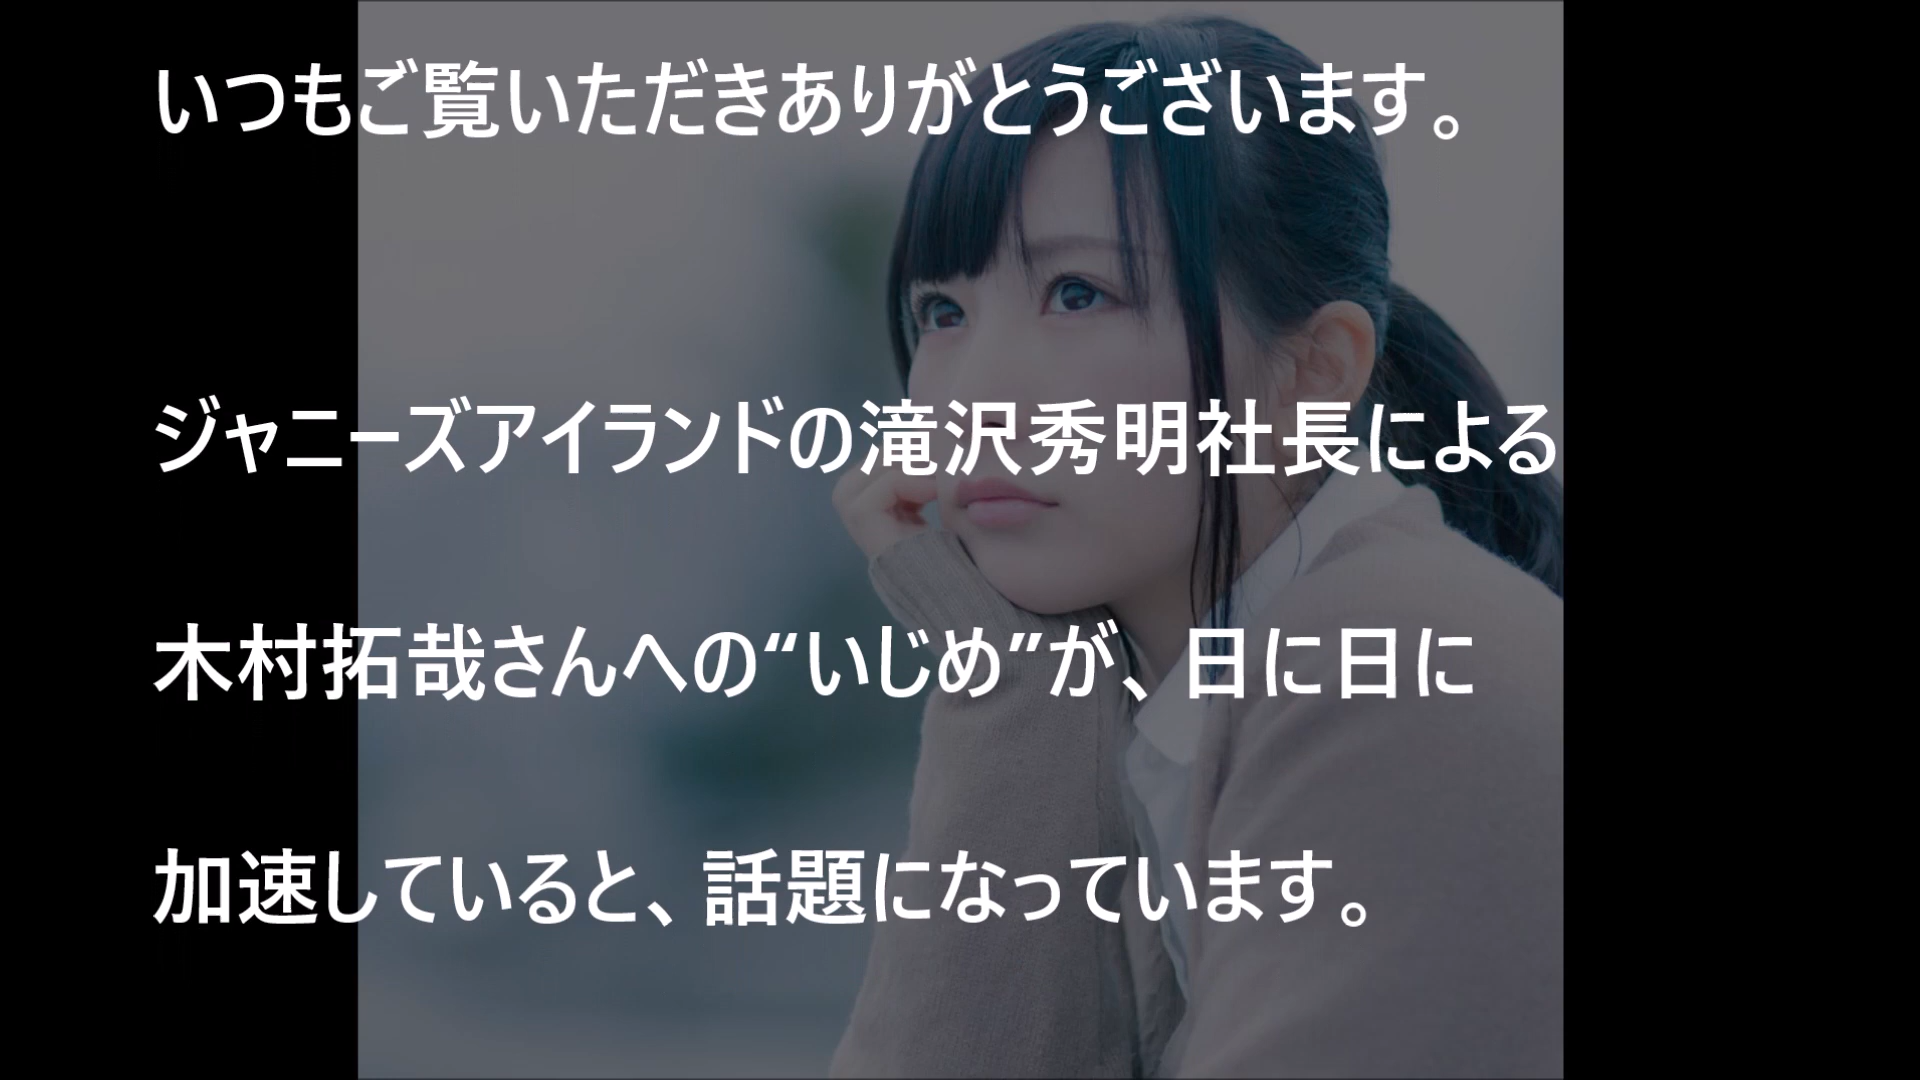 いつもご覧いただきありがとうございます。
ジャニーズアイランドの滝沢秀明社長による
木村拓哉さんへの“いじめ”が、日に日に
加速していると、話題になっています。